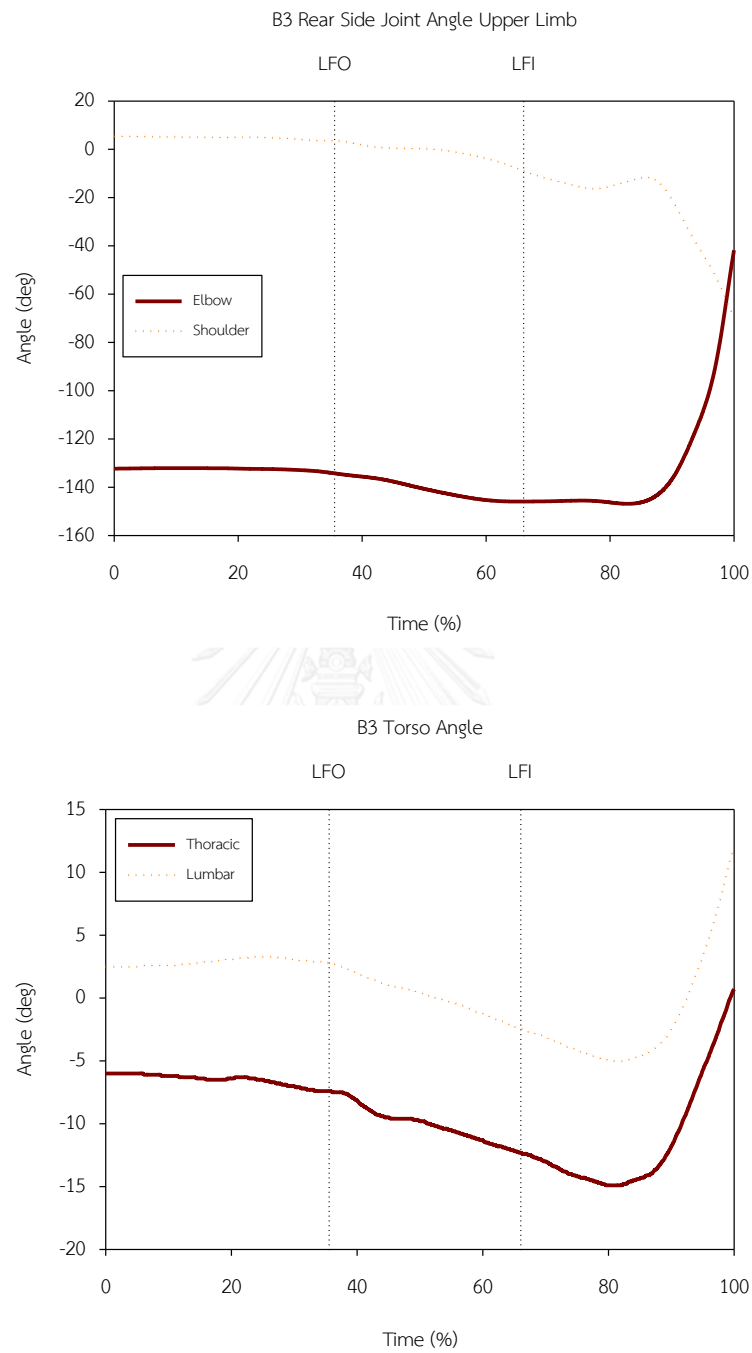 B3 Rear Side Joint Angle Upper Limb
LFO LFI
20
0
-20
-40
-60
-80
-100
-120
-140
-160
Angle (deg)
Elbow
Shoulder
0 20 40 60 80 100
Time (%)
B3 Torso Angle
LFO LFI
15
10
5
0
-5
-10
-15
-20
Angle (deg)
Thoracic
Lumbar
0 20 40 60 80 100
Time (%)